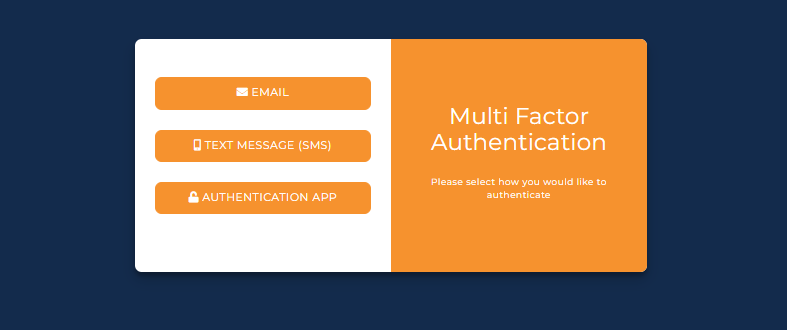 EMAIL
TEXT MESSAGE (SMS)
AUTHENTICATION APP
Multi Factor
Authentication
Please select how you would like to
authenticate